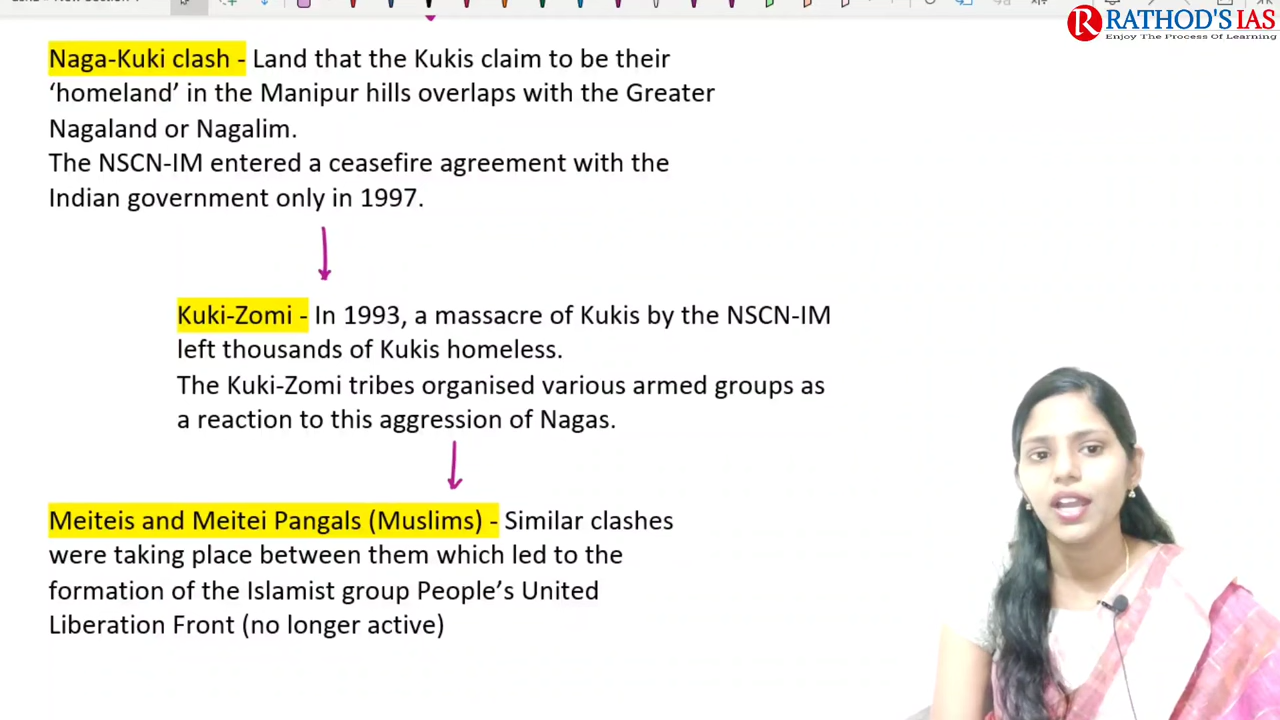 RATHOD'S IAS
Enjoy The Process Of Learning
Naga-Kuki clash - Land that the Kukis claim to be their
‘homeland’ in the Manipur hills overlaps with the Greater
Nagaland or Nagalim.
The NSCN-IM entered a ceasefire agreement with the
Indian government only in 1997.
Kuki-Zomi - In 1993, a massacre of Kukis by the NSCN-IM
left thousands of Kukis homeless.
The Kuki-Zomi tribes organised various armed groups as
a reaction to this aggression of Nagas.
Meiteis and Meitei Pangals (Muslims) - Similar clashes
were taking place between them which led to the
formation of the Islamist group People’s United
Liberation Front (no longer active)